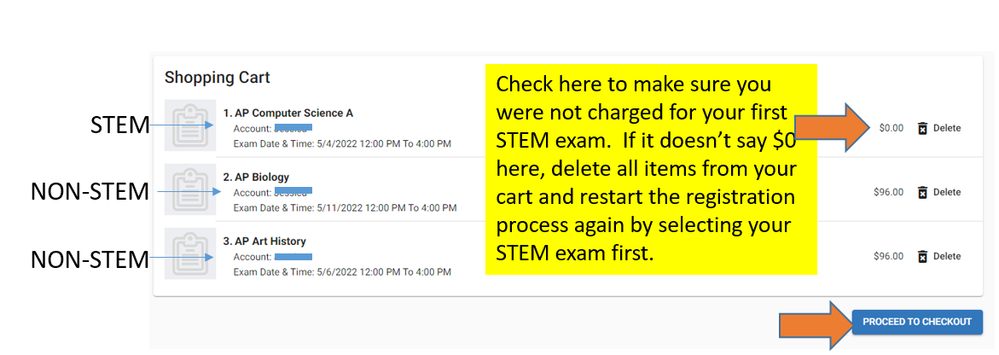 Shopping Cart
STEM
1. AP Computer Science A
Account:
Exam Date & Time: 5/4/2022 12:00 PM To 4:00 PM
$0.00 Delete
NON-STEM
2. AP Biology
Account:
Exam Date & Time: 5/11/2022 12:00 PM To 4:00 PM
$96.00 Delete
NON-STEM
3. AP Art History
Account:
Exam Date & Time: 5/6/2022 12:00 PM To 4:00 PM
$96.00 Delete
Check here to make sure you
were not charged for your first
STEM exam. If it doesn’t say $0
here, delete all items from your
cart and restart the registration
process again by selecting your
STEM exam first.
PROCEED TO CHECKOUT